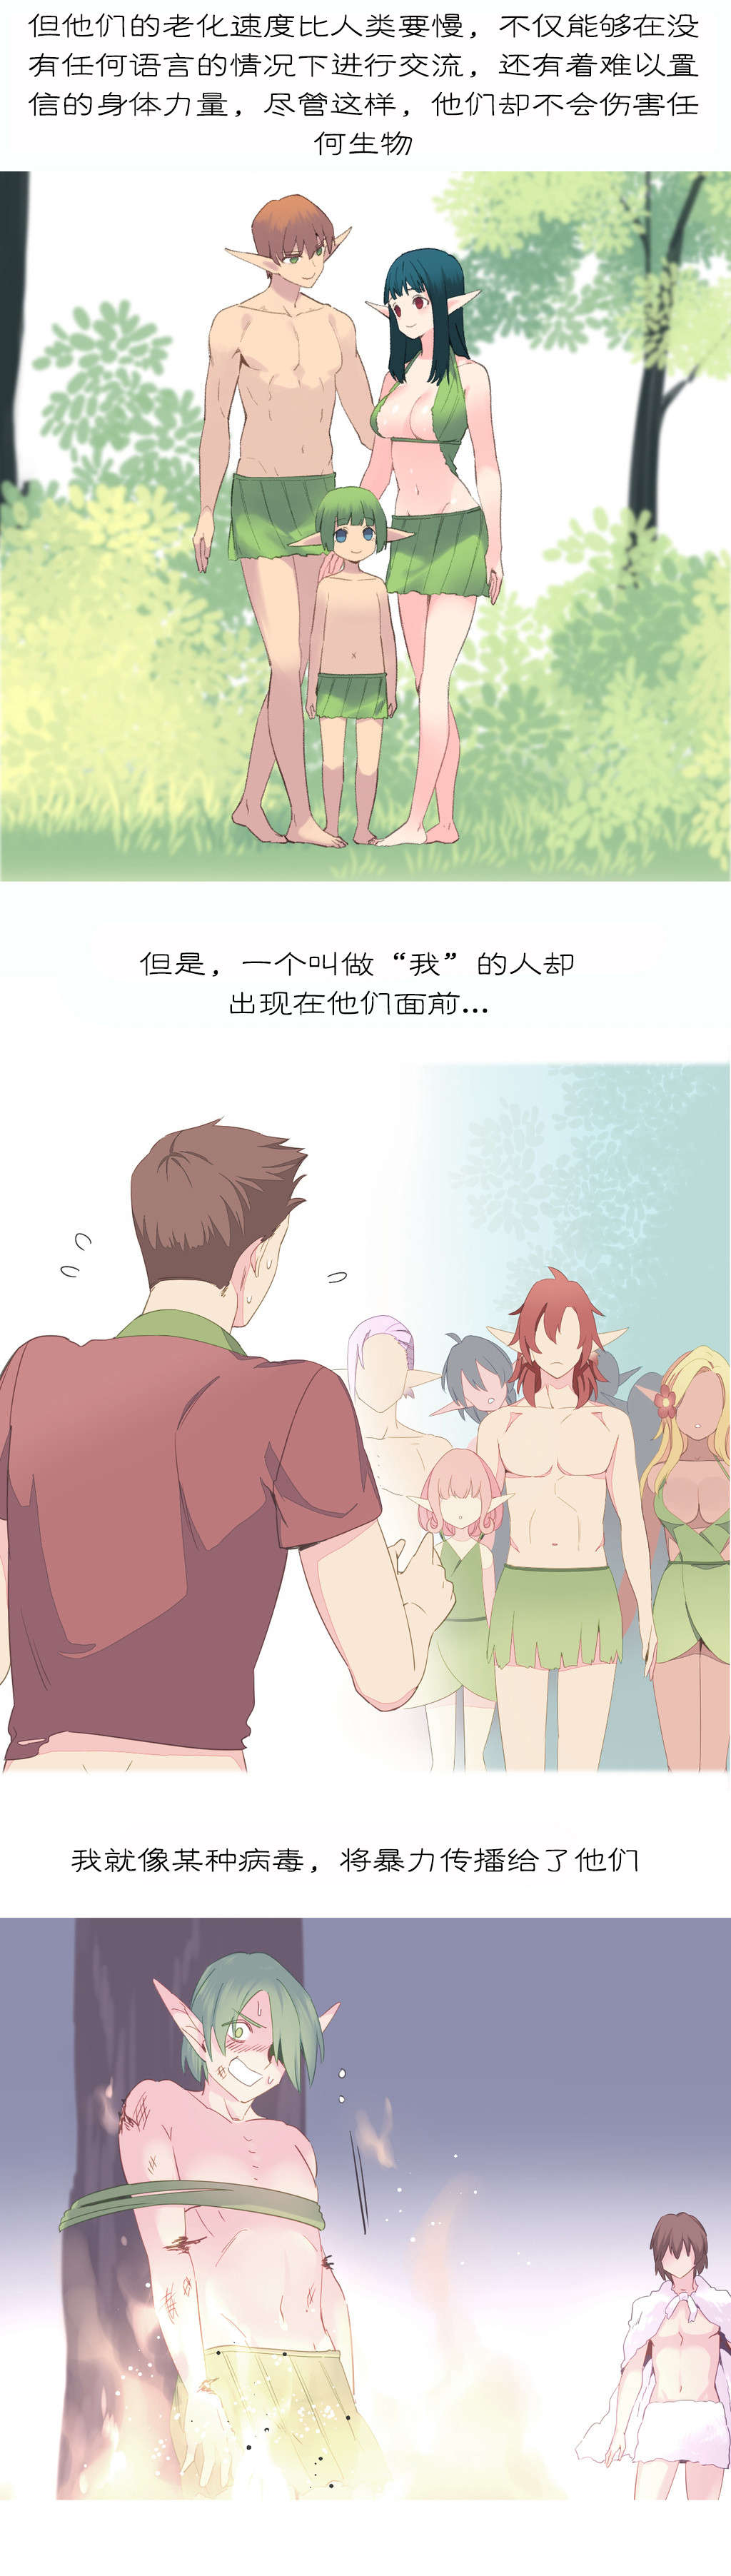 但他们的老化速度比人类要慢，不仅能够在没
有任何语言的情况下进行交流，还有着难以置
信的身体力量，尽管这样，他们却不会伤害任
何生物
但是，一个叫做“我”的人却
出现在他们面前...
我就像某种病毒，将暴力传播给了他们